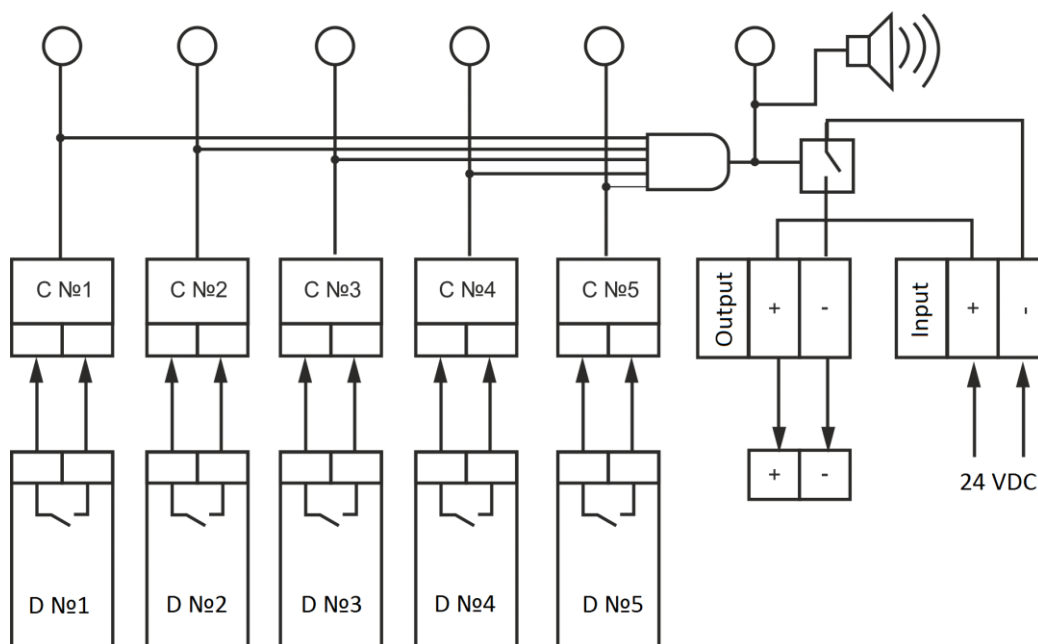 C №1
C №2
C №3
C №4
C №5
Output
+
-
Input
+
-
+
-
24 VDC
D №1
D №2
D №3
D №4
D №5